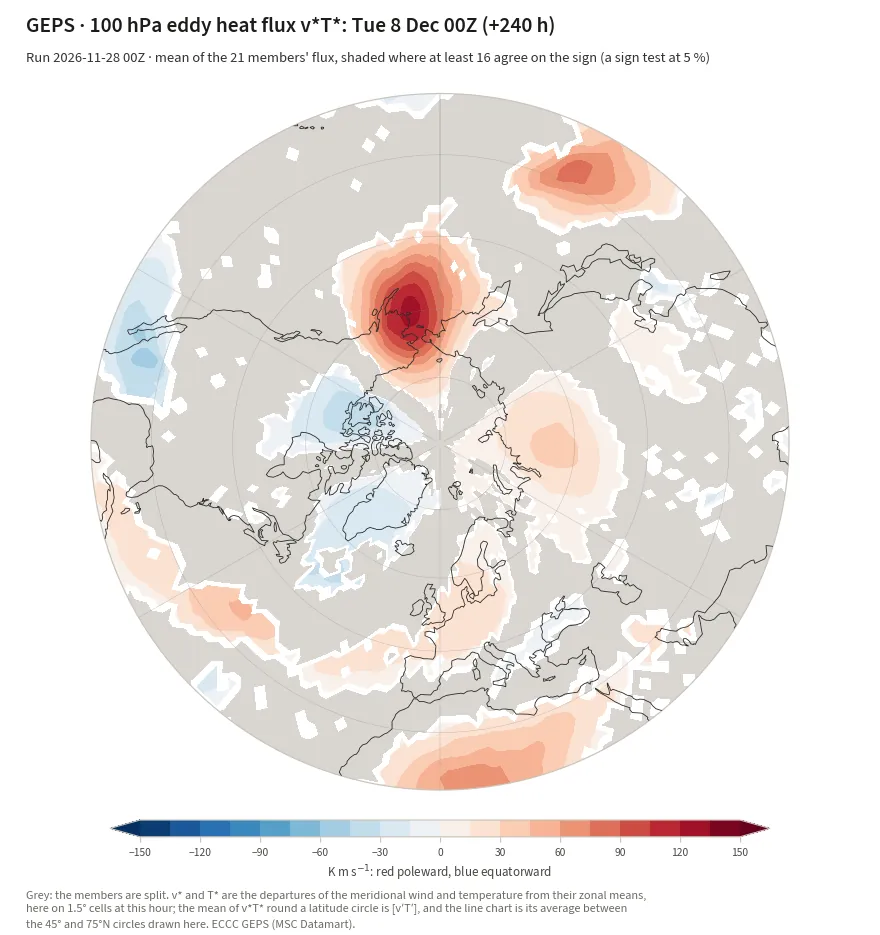 GEPS · 100 hPa eddy heat flux v*T*: Tue 8 Dec 00Z (+240 h)
Run 2026-11-28 00Z · mean of the 21 members' flux, shaded where at least 16 agree on the sign (a sign test at 5 %)
−150 −120 −90 −60 −30 0 30 60 90 120 150
K m s⁻¹: red poleward, blue equatorward
Grey: the members are split. v* and T* are the departures of the meridional wind and temperature from their zonal means,
here on 1.5° cells at this hour; the mean of v*T* round a latitude circle is [v'T'], and the line chart is its average between
the 45° and 75°N circles drawn here. ECCC GEPS (MSC Datamart).